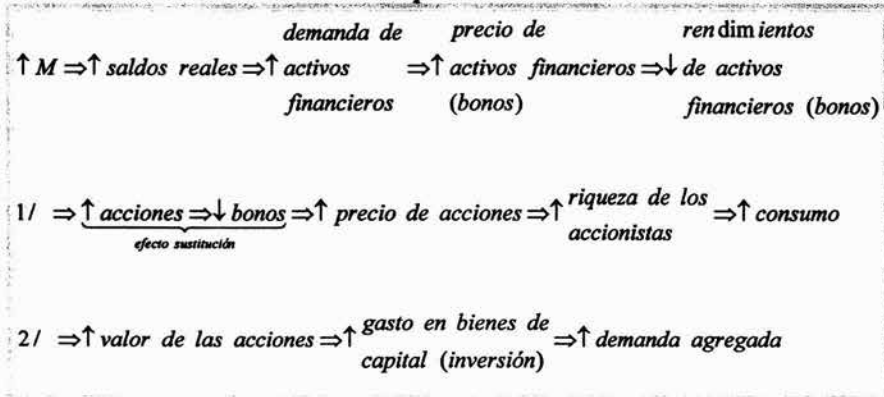 demanda de precio de rendimientos
↑ M ⇒↑ saldos reales ⇒↑ activos ⇒↑ activos financieros ⇒↓ de activos
financieros (bonos) financieros (bonos)
1/ ⇒ ↑ acciones ⇒↓ bonos ⇒↑ precio de acciones ⇒↑ riqueza de los accionistas ⇒↑ consumo
efecto sustitución
2/ ⇒↑ valor de las acciones ⇒↑ gasto en bienes de capital (inversión) ⇒↑ demanda agregada